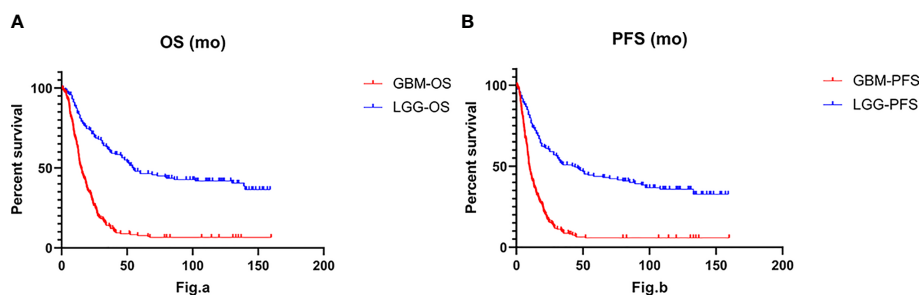 A
OS (mo)
Percent survival
100
50
0
0 50 100 150 200
Fig.a
GBM-OS
LGG-OS
B
PFS (mo)
Percent survival
100
50
0
0 50 100 150 200
Fig.b
GBM-PFS
LGG-PFS